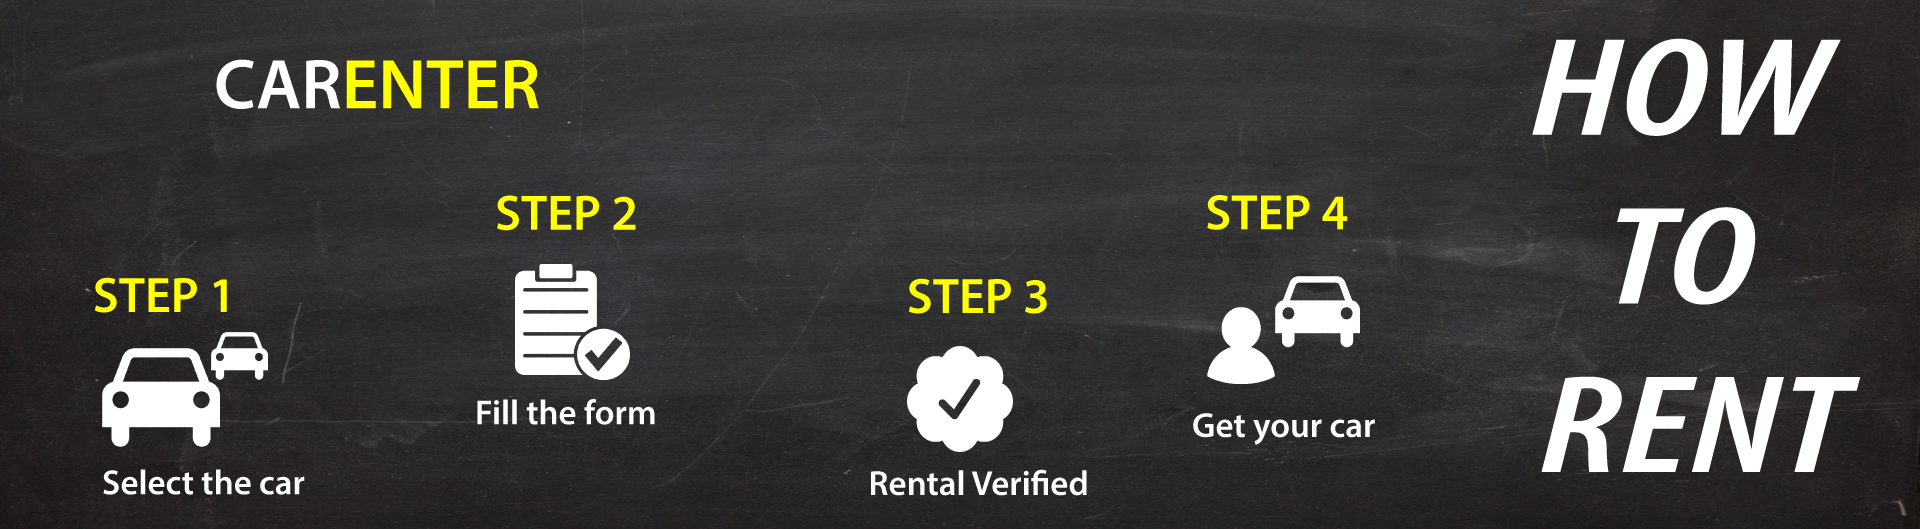 CARENTER
STEP 1
Select the car
STEP 2
Fill the form
STEP 3
Rental Verified
STEP 4
Get your car
HOW
TO
RENT